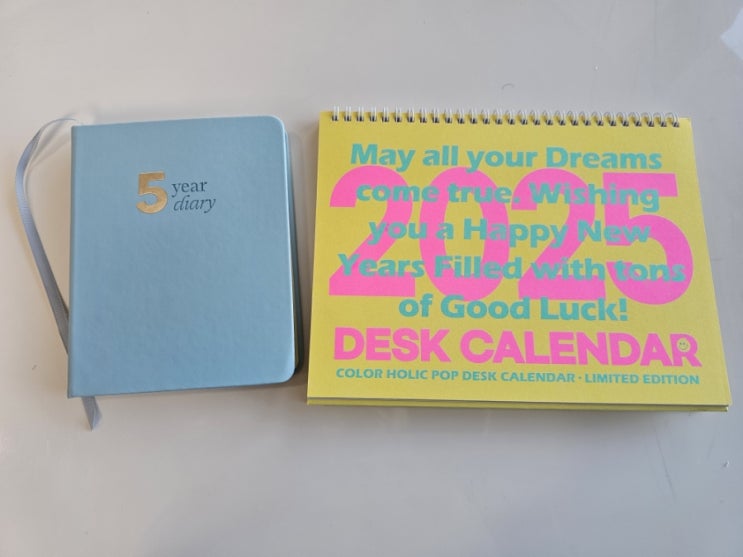 5 year
diary
May all your Dreams
come true. Wishing
you a Happy New
Years Filled with tons
of Good Luck!
2025
DESK CALENDAR
COLOR HOLIC POP DESK CALENDAR · LIMITED EDITION